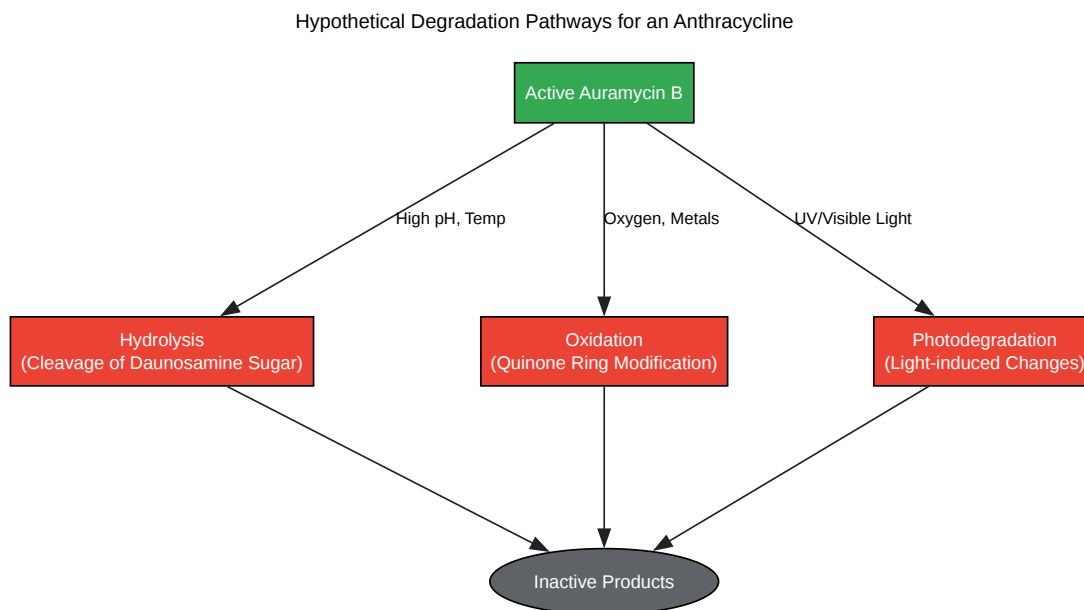 Hypothetical Degradation Pathways for an Anthracycline
Active Auramycin B
High pH, Temp
Oxygen, Metals
UV/Visible Light
Hydrolysis
(Cleavage of Daunosamine Sugar)
Oxidation
(Quinone Ring Modification)
Photodegradation
(Light-induced Changes)
Inactive Products